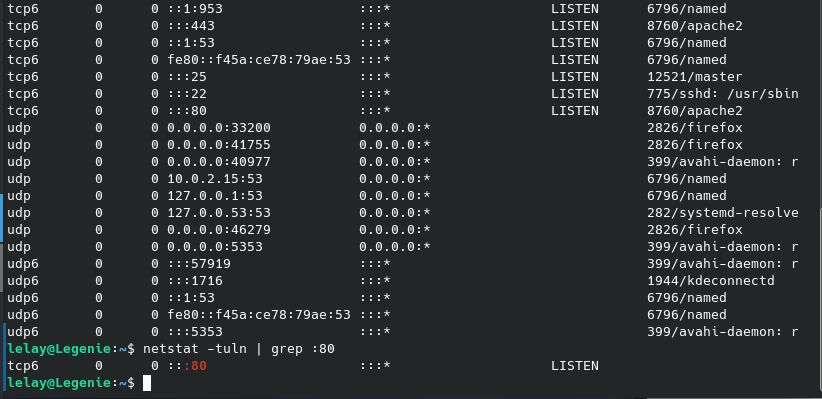 tcp6 0 0 ::1:953 :::* LISTEN 6796/named
tcp6 0 0 :::443 :::* LISTEN 8760/apache2
tcp6 0 0 ::1:53 :::* LISTEN 6796/named
tcp6 0 0 fe80::f45a:ce78:79ae:53 :::* LISTEN 6796/named
tcp6 0 0 :::25 :::* LISTEN 12521/master
tcp6 0 0 :::22 :::* LISTEN 775/sshd: /usr/sbin
tcp6 0 0 :::80 :::* LISTEN 8760/apache2
udp 0 0 0.0.0.0:33200 0.0.0.0:* 2826/firefox
udp 0 0 0.0.0.0:41755 0.0.0.0:* 2826/firefox
udp 0 0 0.0.0.0:40977 0.0.0.0:* 399/avahi-daemon: r
udp 0 0 10.0.2.15:53 0.0.0.0:* 6796/named
udp 0 0 127.0.0.1:53 0.0.0.0:* 6796/named
udp 0 0 127.0.0.53:53 0.0.0.0:* 282/systemd-resolve
udp 0 0 0.0.0.0:46279 0.0.0.0:* 2826/firefox
udp 0 0 0.0.0.0:5353 0.0.0.0:* 399/avahi-daemon: r
udp6 0 0 :::57919 :::* 399/avahi-daemon: r
udp6 0 0 :::1716 :::* 1944/kdeconnectd
udp6 0 0 ::1:53 :::* 6796/named
udp6 0 0 fe80::f45a:ce78:79ae:53 :::* 6796/named
udp6 0 0 :::5353 :::* 399/avahi-daemon: r
lelay@Legenie:~$ netstat -tuln | grep :80
tcp6 0 0 :::80 :::* LISTEN
lelay@Legenie:~$